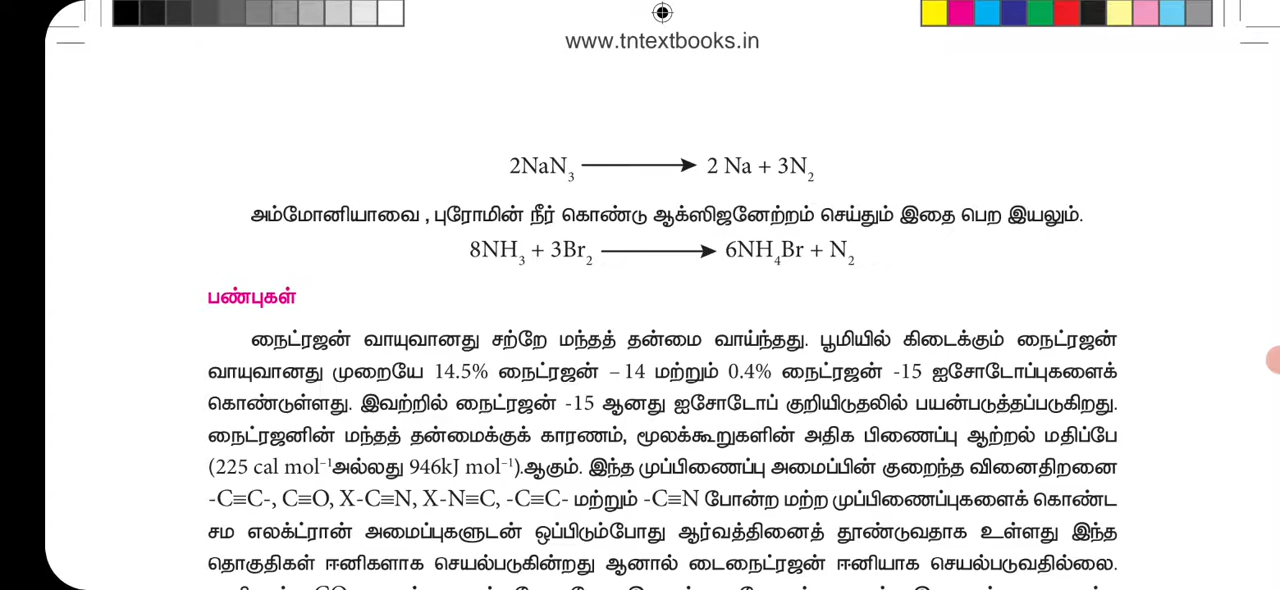 www.tntextbooks.in
2NaN₃ ⟶ 2 Na + 3N₂
அம்மோனியாவை , புரோமின் நீர் கொண்டு ஆக்ஸிஜனேற்றம் செய்தும் இதை பெற இயலும்.
8NH₃ + 3Br₂ ⟶ 6NH₄Br + N₂
பண்புகள்
நைட்ரஜன் வாயுவானது சற்றே மந்தத் தன்மை வாய்ந்தது. பூமியில் கிடைக்கும் நைட்ரஜன்
வாயுவானது முறையே 14.5% நைட்ரஜன் – 14 மற்றும் 0.4% நைட்ரஜன் -15 ஐசோடோப்புகளைக்
கொண்டுள்ளது. இவற்றில் நைட்ரஜன் -15 ஆனது ஐசோடோப் குறியிடுதலில் பயன்படுத்தப்படுகிறது.
நைட்ரஜனின் மந்தத் தன்மைக்குக் காரணம், மூலக்கூறுகளின் அதிக பிணைப்பு ஆற்றல் மதிப்பே
(225 cal mol⁻¹அல்லது 946kJ mol⁻¹).ஆகும். இந்த முப்பிணைப்பு அமைப்பின் குறைந்த வினைதிறனை
-C≡C-, C≡O, X-C≡N, X-N≡C, -C≡C- மற்றும் -C≡N போன்ற மற்ற முப்பிணைப்புகளைக் கொண்ட
சம எலக்ட்ரான் அமைப்புகளுடன் ஒப்பிடும்போது ஆர்வத்தினைத் தூண்டுவதாக உள்ளது இந்த
தொகுதிகள் ஈனிகளாக செயல்படுகின்றது ஆனால் டைநைட்ரஜன் ஈனியாக செயல்படுவதில்லை.